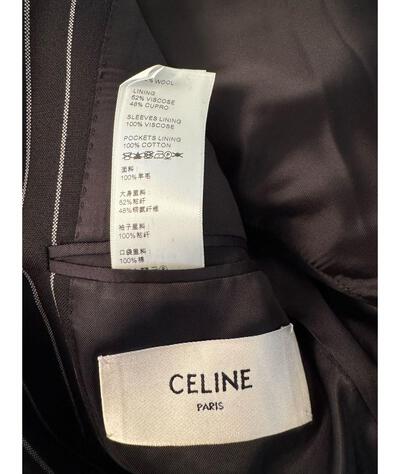 WOOL
LINING
52% VISCOSE
48% CUPRO
SLEEVES LINING
100% VISCOSE
POCKETS LINING
100% COTTON
面料:
100%羊毛
大身里料:
52%粘纤
48%铜氨纤维
袖子里料:
100%粘纤
口袋里料:
100%棉
CELINE
PARIS